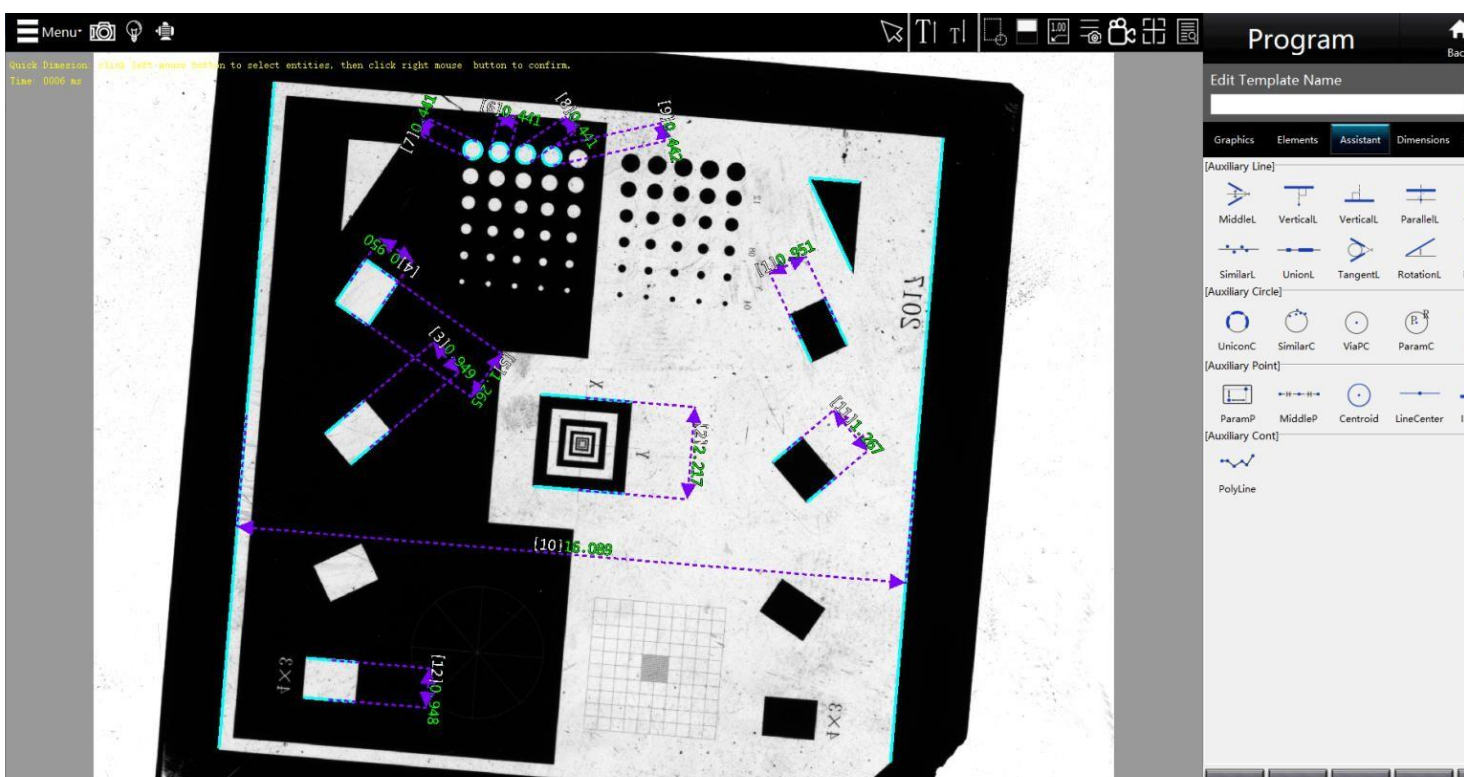 Menu
Program
Back
Quick Dimesion: click left-mouse button to select entities, then click right mouse button to confirm.
Time: 0006 ms
Edit Template Name
Graphics Elements Assistant Dimensions
[7]0.441
[6]0.441
[8]0.441
[9]0.442
[4]0.950
[1]0.951
[3]0.949
[5]1.265
[2]2.217
[11]1.267
[10]16.088
[12]0.948
2017
X
Y
4×3
4×3
[Auxiliary Line]
MiddleL VerticalL VerticalL ParallelL
SimilarL UnionL TangentL RotationL
[Auxiliary Circle]
UniconC SimilarC ViaPC ParamC
[Auxiliary Point]
ParamP MiddleP Centroid LineCenter
[Auxiliary Cont]
PolyLine